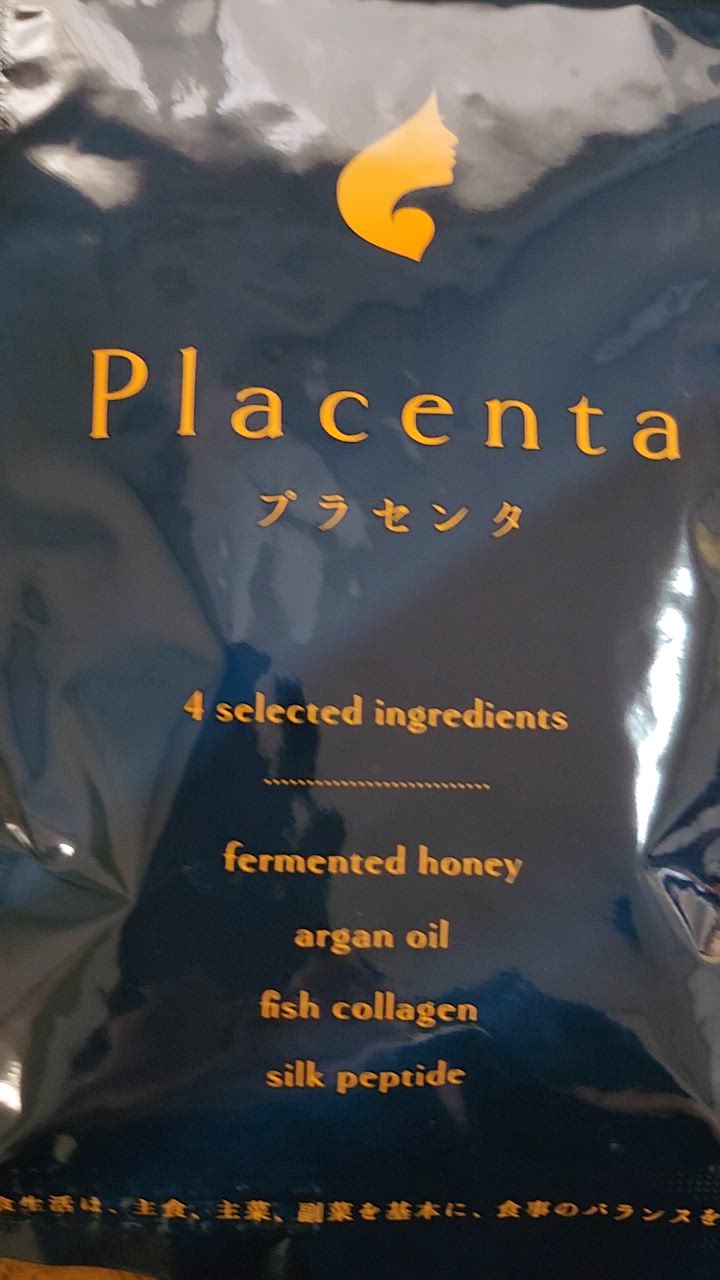 Placenta
プラセンタ
4 selected ingredients
fermented honey
argan oil
fish collagen
silk peptide
食生活は、主食、主菜、副菜を基本に、食事のバランスを